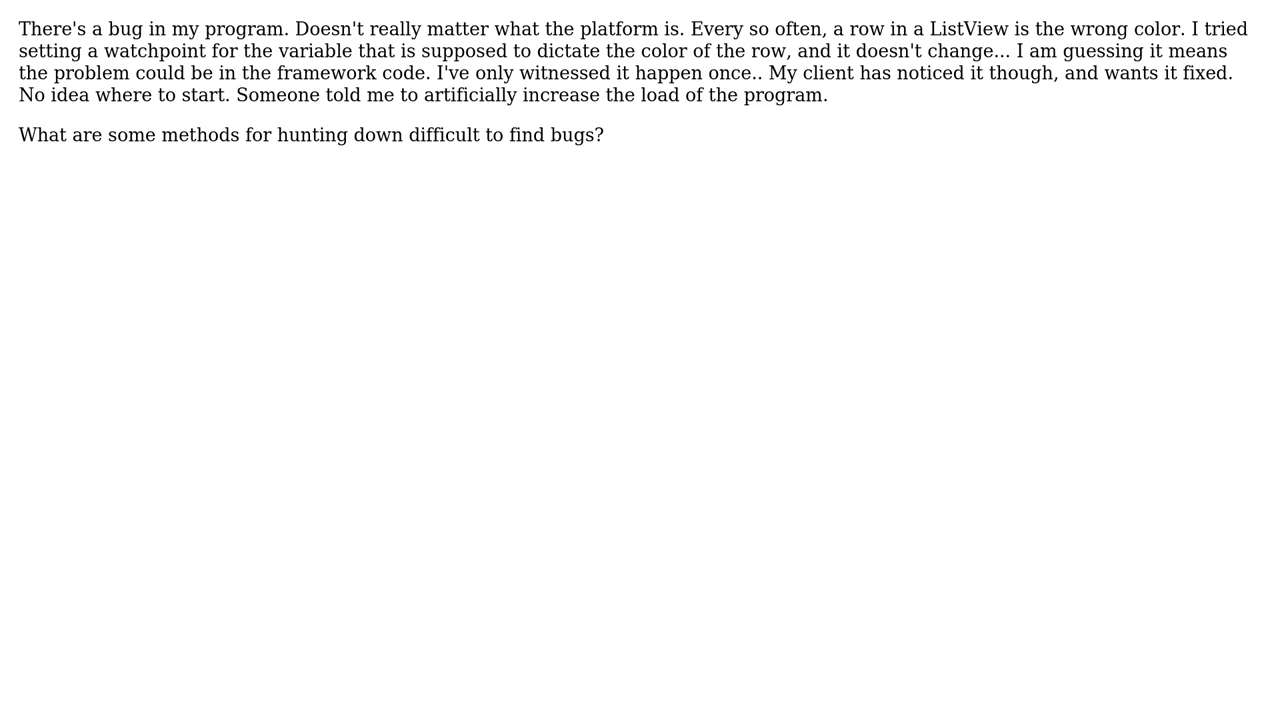 There's a bug in my program. Doesn't really matter what the platform is. Every so often, a row in a ListView is the wrong color. I tried
setting a watchpoint for the variable that is supposed to dictate the color of the row, and it doesn't change... I am guessing it means
the problem could be in the framework code. I've only witnessed it happen once.. My client has noticed it though, and wants it fixed.
No idea where to start. Someone told me to artificially increase the load of the program.
What are some methods for hunting down difficult to find bugs?